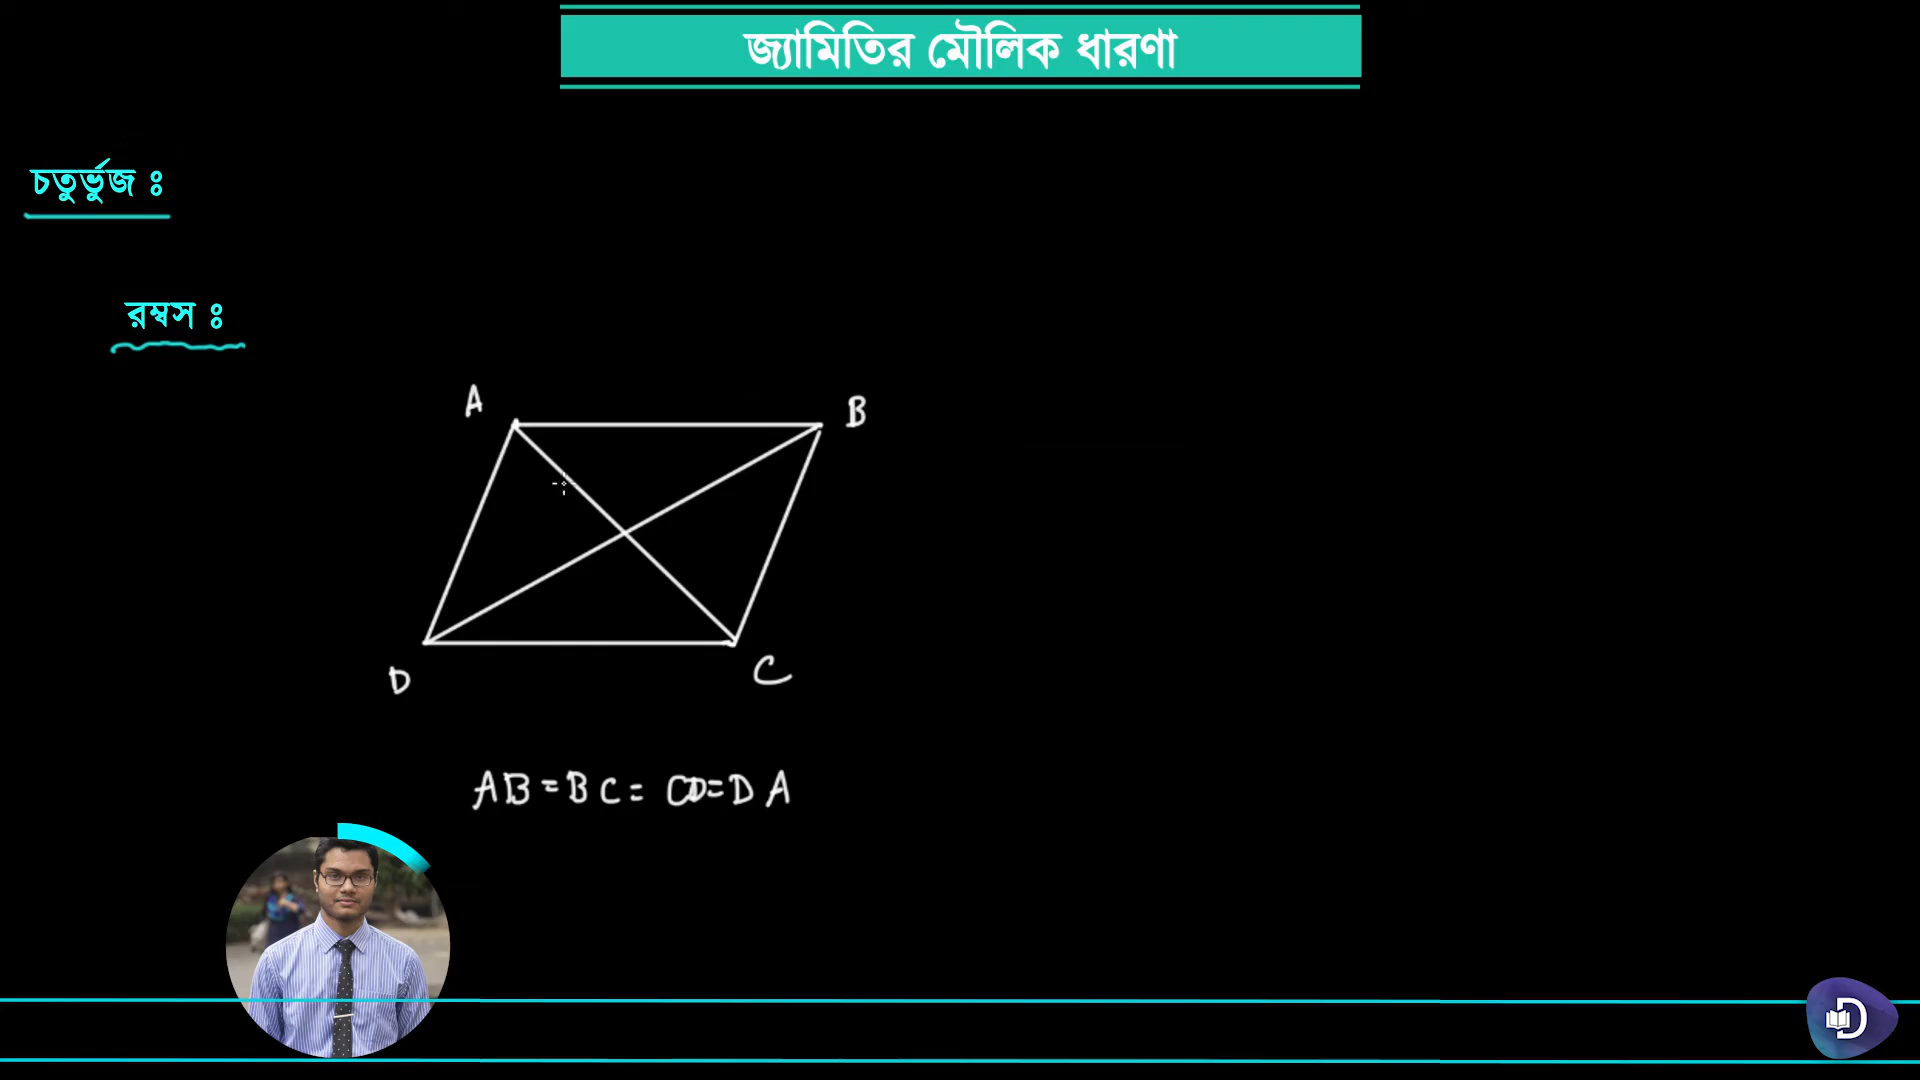 জ্যামিতির মৌলিক ধারণা
চতুর্ভুজ ঃ
রম্বস ঃ
A
B
D
C
AB = BC = CD = DA
D